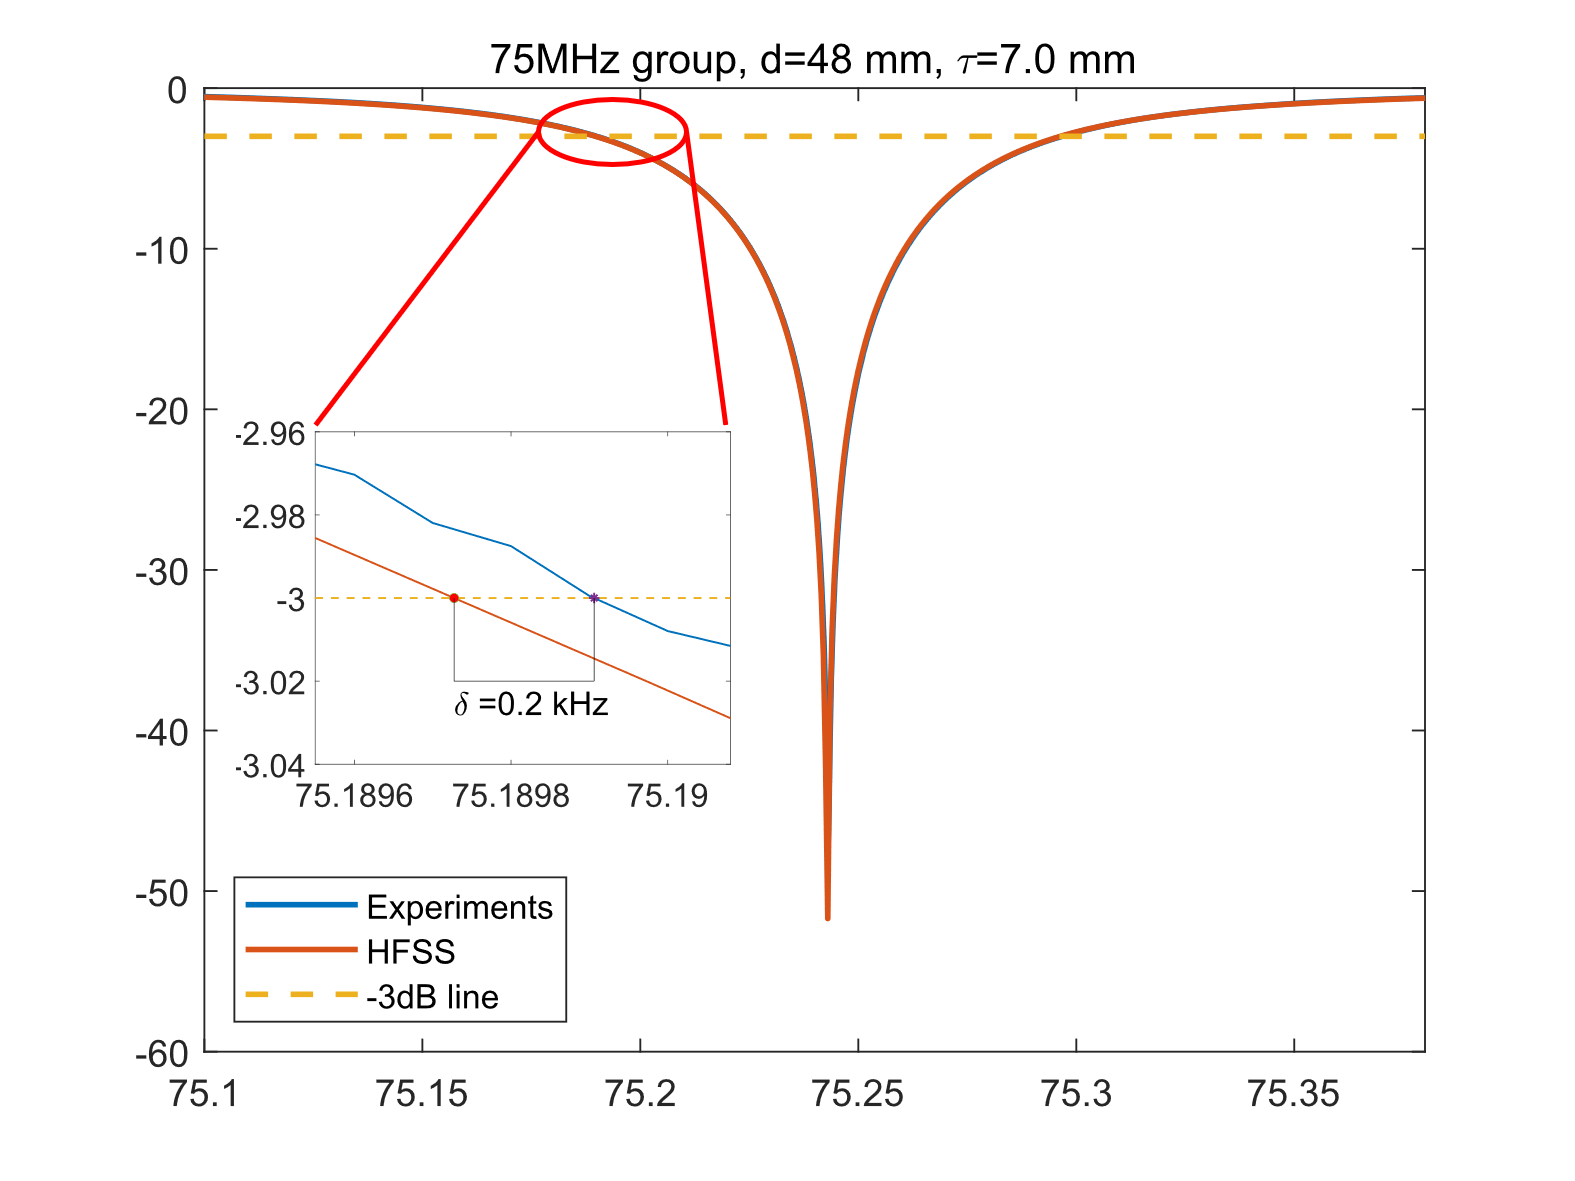 75MHz group, d=48 mm, τ=7.0 mm
0
-10
-20
-30
-40
-50
-60
75.1 75.15 75.2 75.25 75.3 75.35
-2.96
-2.98
-3
-3.02
-3.04
75.1896 75.1898 75.19
δ =0.2 kHz
Experiments
HFSS
-3dB line